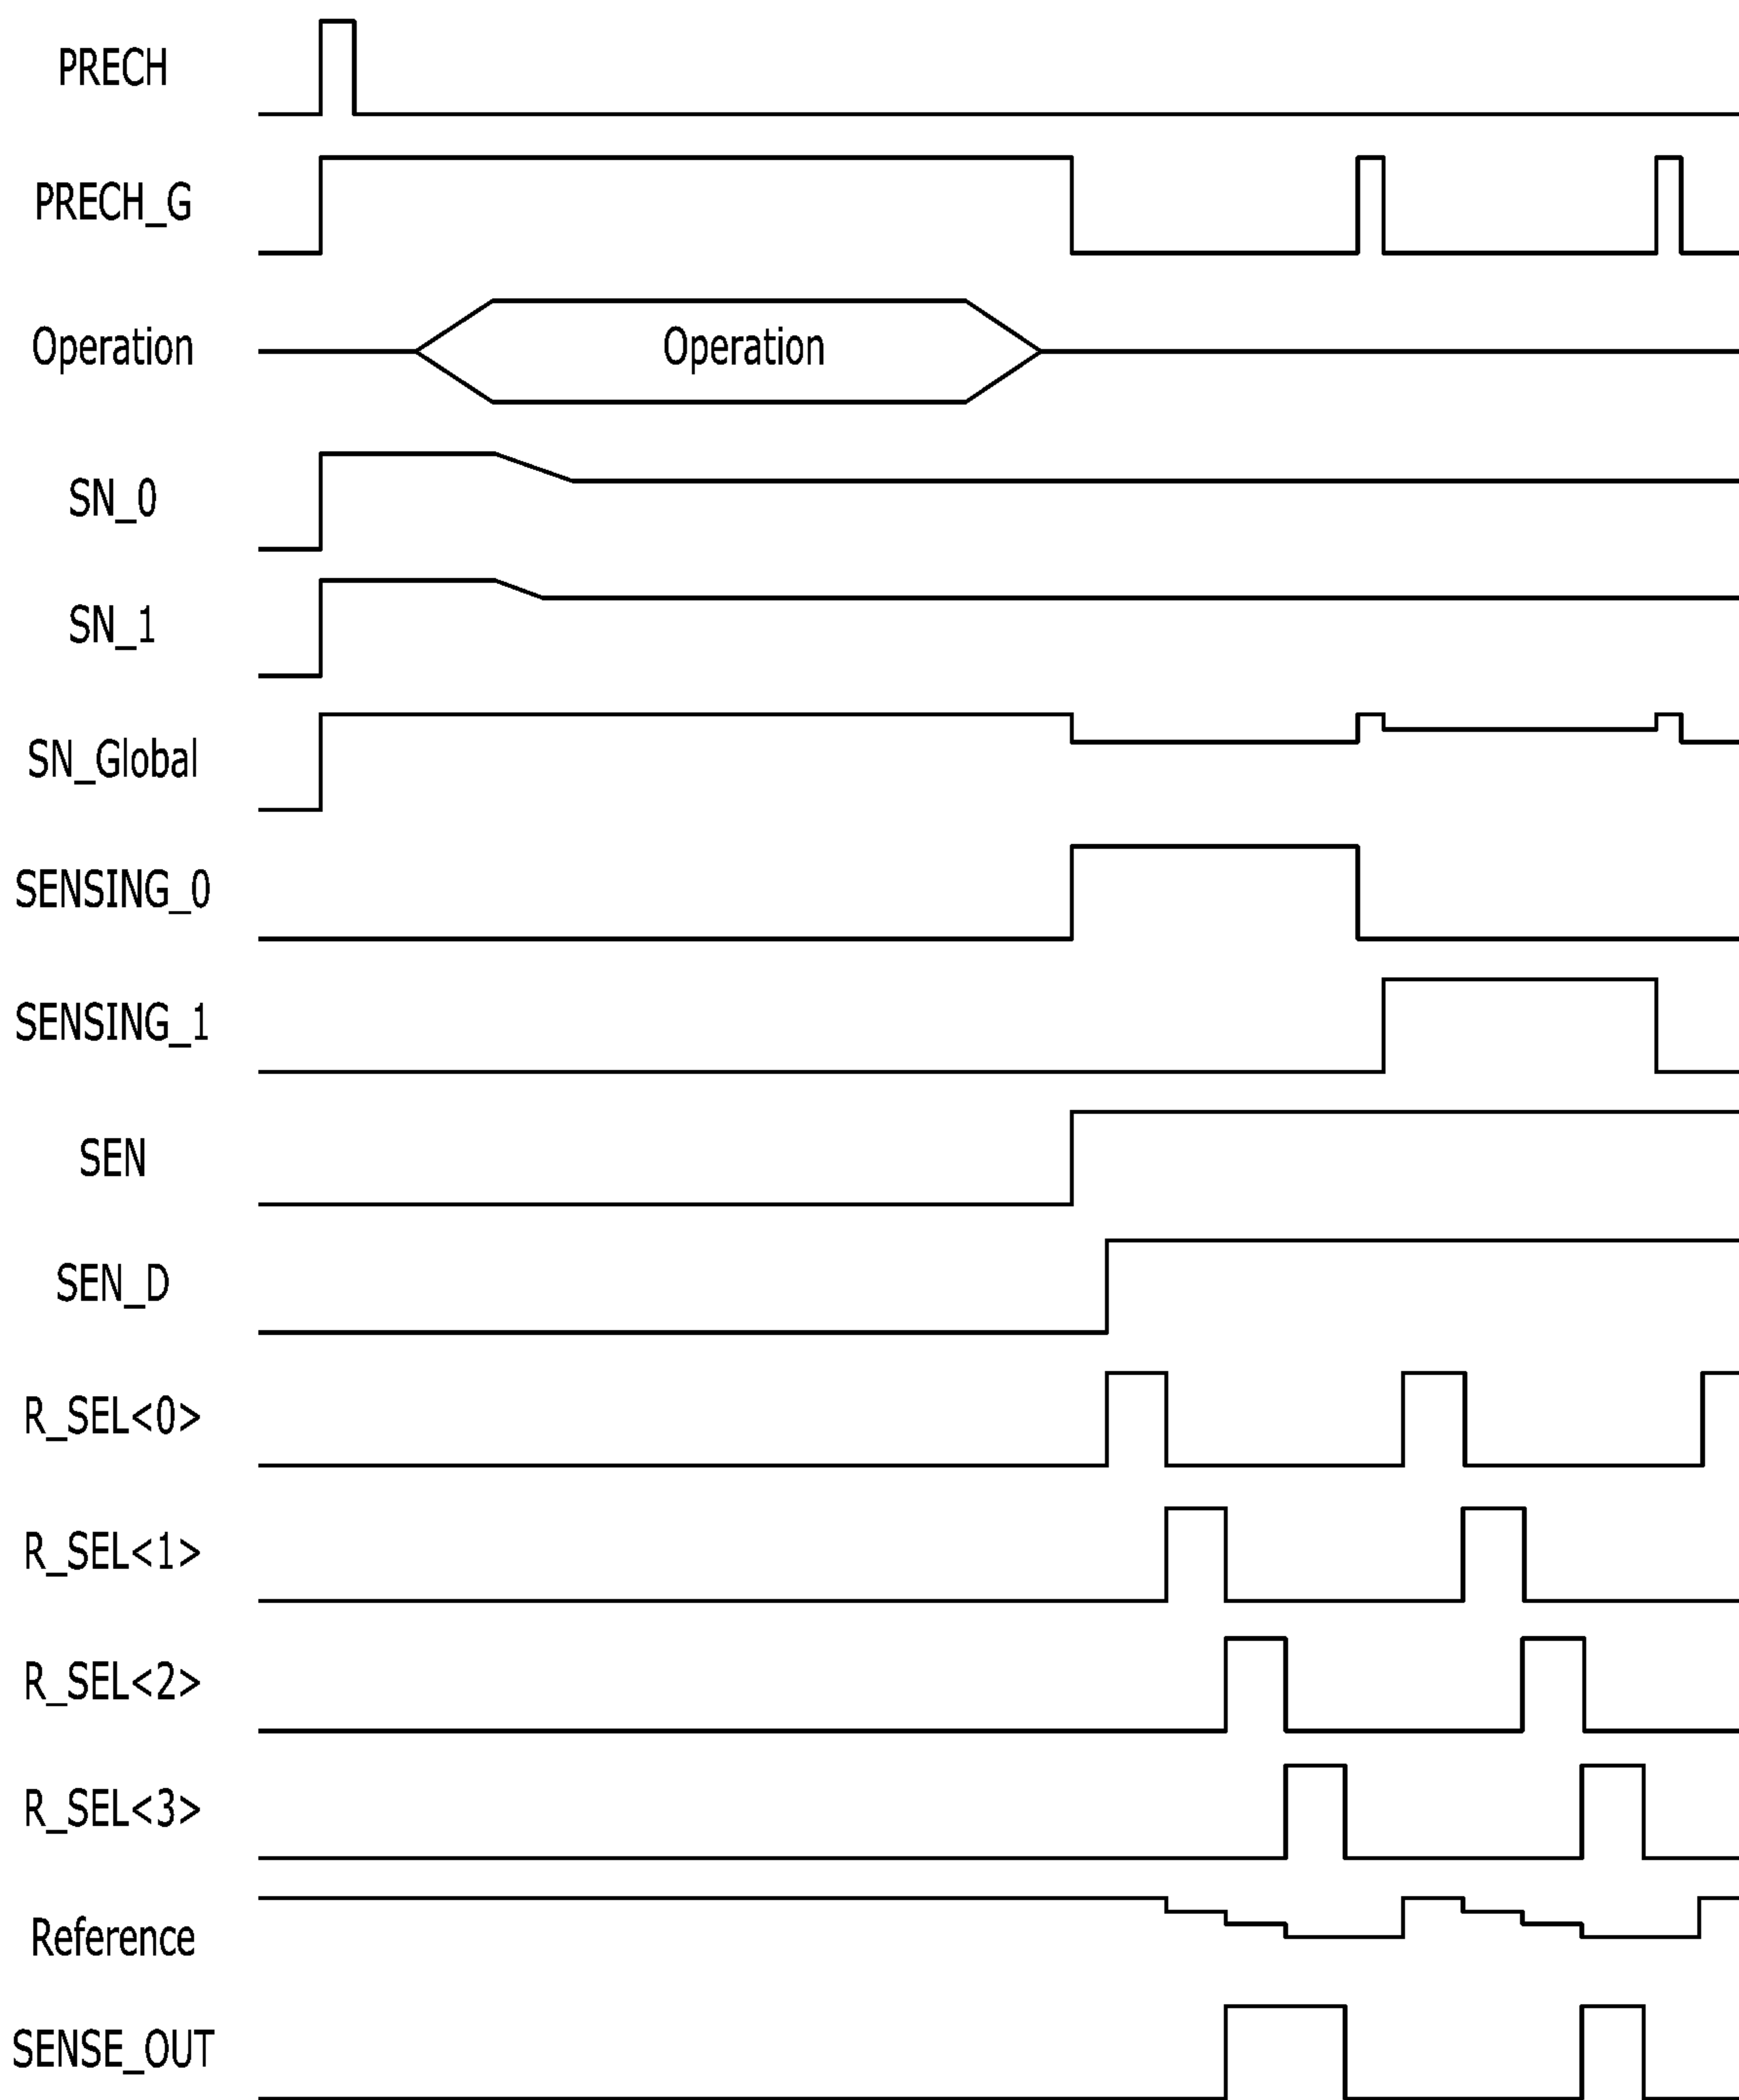 PRECH
PRECH_G
Operation
Operation
SN_0
SN_1
SN_Global
SENSING_0
SENSING_1
SEN
SEN_D
R_SEL<0>
R_SEL<1>
R_SEL<2>
R_SEL<3>
Reference
SENSE_OUT